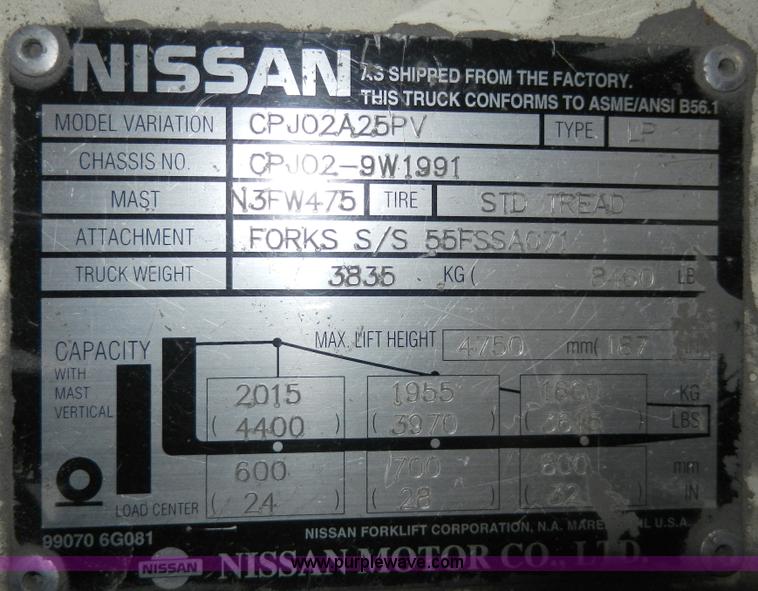 NISSAN AS SHIPPED FROM THE FACTORY.
THIS TRUCK CONFORMS TO ASME/ANSI B56.1
MODEL VARIATION CPJ02A25PV TYPE LP
CHASSIS NO. CPJ02-9W1991
MAST N3FW475 TIRE STD TREAD
ATTACHMENT FORKS S/S 55FSSA071
TRUCK WEIGHT 3835 KG ( 8460 LB
MAX. LIFT HEIGHT 4750 mm( 187 IN
CAPACITY
WITH
MAST
VERTICAL
2015 1955 KG
( 4400 ) ( 3970 ) ( ) LBS
600 700 800 mm
( 24 ) ( 28 ) ( 32 ) IN
LOAD CENTER
99070 6G081
NISSAN FORKLIFT CORPORATION, N.A. U.S.A.
NISSAN NISSAN MOTOR CO., LTD.
www.purplewave.com